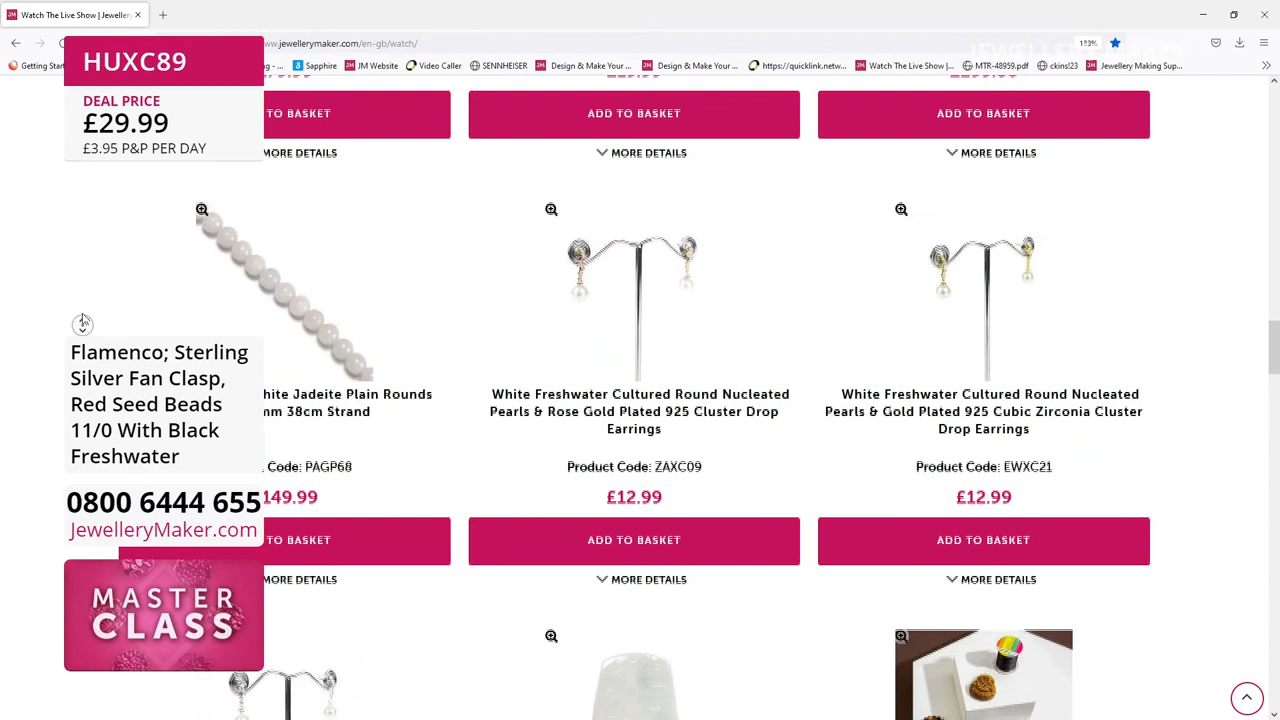 Watch The Live Show | Jeweller
w.jewellerymaker.com/en-gb/watch/
133%
Getting Starte
ng -
Sapphire
JM Website
Video Caller
SENNHEISER
Design & Make Your ...
Design & Make Your ...
https://quicklink.netw...
Watch The Live Show |...
MTR-48959.pdf
ckins!23
Jewellery Making Sup...
HUXC89
DEAL PRICE
£29.99
£3.95 P&P PER DAY
TO BASKET
ADD TO BASKET
ADD TO BASKET
MORE DETAILS
MORE DETAILS
MORE DETAILS
Flamenco; Sterling
Silver Fan Clasp,
Red Seed Beads
11/0 With Black
Freshwater
hite Jadeite Plain Rounds
mm 38cm Strand
Code: PAGP68
149.99
White Freshwater Cultured Round Nucleated
Pearls & Rose Gold Plated 925 Cluster Drop
Earrings
Product Code: ZAXC09
£12.99
White Freshwater Cultured Round Nucleated
Pearls & Gold Plated 925 Cubic Zirconia Cluster
Drop Earrings
Product Code: EWXC21
£12.99
0800 6444 655
JewelleryMaker.com
TO BASKET
ADD TO BASKET
ADD TO BASKET
MORE DETAILS
MORE DETAILS
MORE DETAILS
MASTER
CLASS